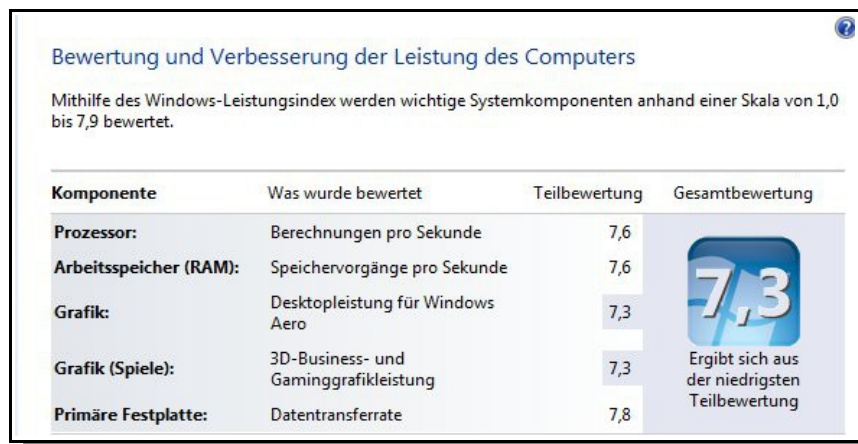 Bewertung und Verbesserung der Leistung des Computers
Mithilfe des Windows-Leistungsindex werden wichtige Systemkomponenten anhand einer Skala von 1,0
bis 7,9 bewertet.
Komponente Was wurde bewertet Teilbewertung Gesamtbewertung
Prozessor: Berechnungen pro Sekunde 7,6
Arbeitsspeicher (RAM): Speichervorgänge pro Sekunde 7,6
Grafik: Desktopleistung für Windows
Aero 7,3
Grafik (Spiele): 3D-Business- und
Gaminggrafikleistung 7,3
Primäre Festplatte: Datentransferrate 7,8
7,3
Ergibt sich aus
der niedrigsten
Teilbewertung